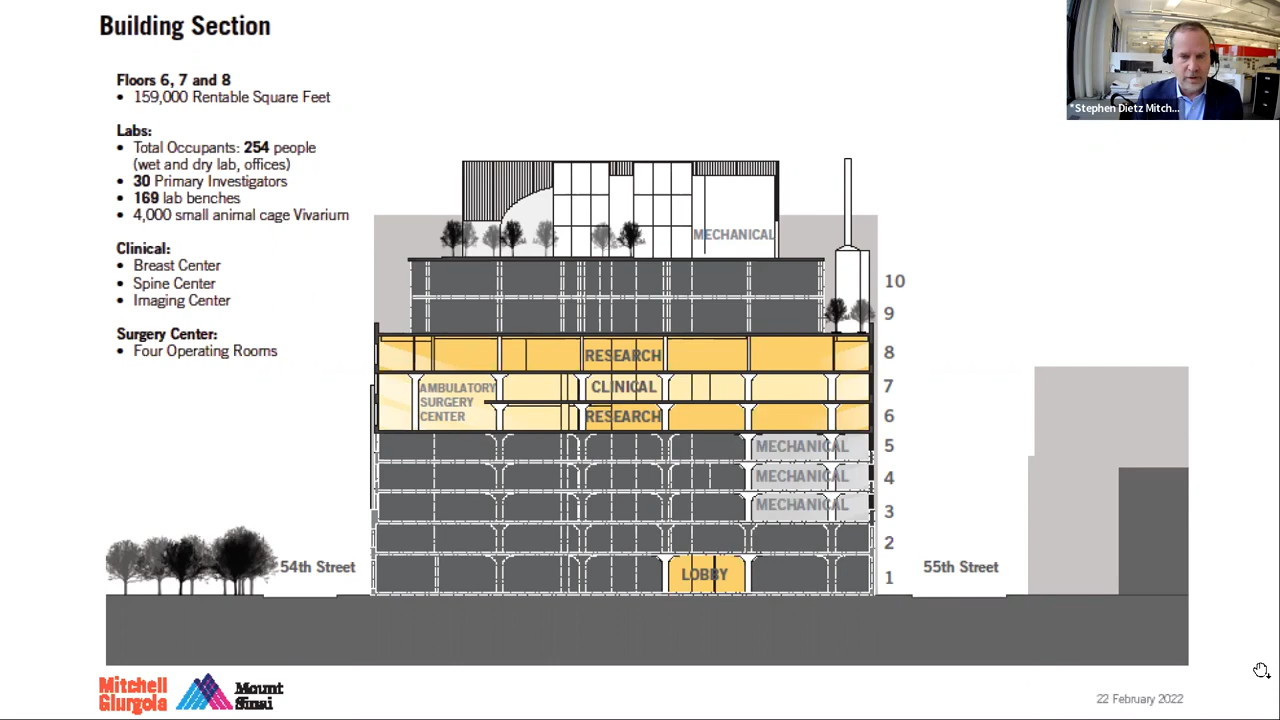 Building Section
*Stephen Dietz Mitch...
Floors 6, 7 and 8
• 159,000 Rentable Square Feet
Labs:
• Total Occupants: 254 people
(wet and dry lab, offices)
• 30 Primary Investigators
• 169 lab benches
• 4,000 small animal cage Vivarium
Clinical:
• Breast Center
• Spine Center
• Imaging Center
Surgery Center:
• Four Operating Rooms
MECHANICAL
10
9
RESEARCH
8
AMBULATORY
SURGERY
CENTER
CLINICAL
7
RESEARCH
6
MECHANICAL
5
MECHANICAL
4
MECHANICAL
3
2
54th Street
LOBBY
1
55th Street
Mitchell
Giurgola
Mount
Sinai
22 February 2022